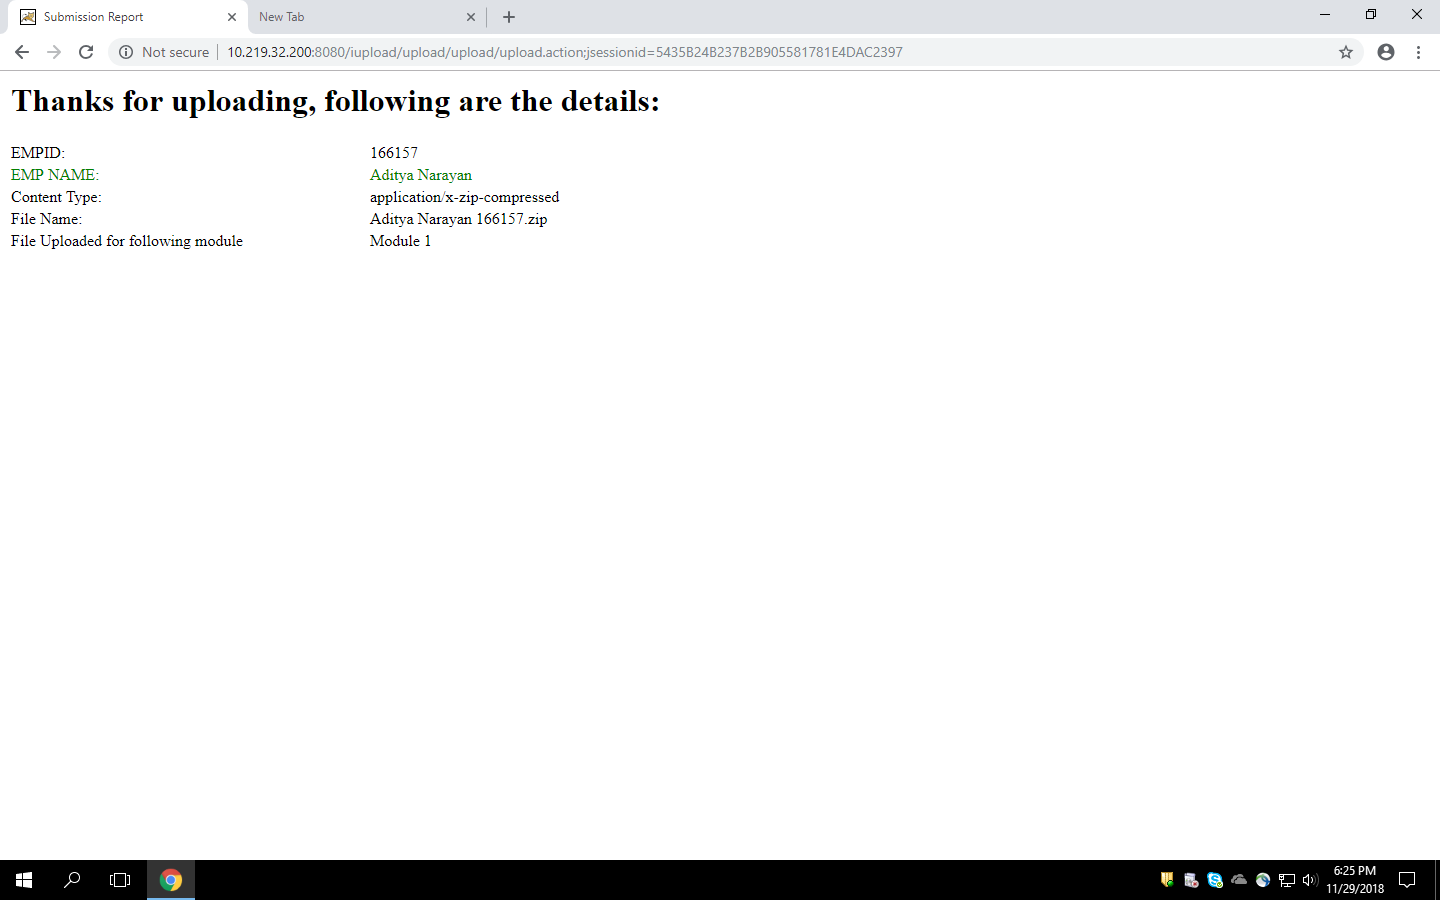 Submission Report
New Tab
Not secure
10.219.32.200:8080/iupload/upload/upload/upload.action;jsessionid=5435B24B237B2B905581781E4DAC2397
Thanks for uploading, following are the details:
EMPID: 166157
EMP NAME: Aditya Narayan
Content Type: application/x-zip-compressed
File Name: Aditya Narayan 166157.zip
File Uploaded for following module Module 1
6:25 PM
11/29/2018